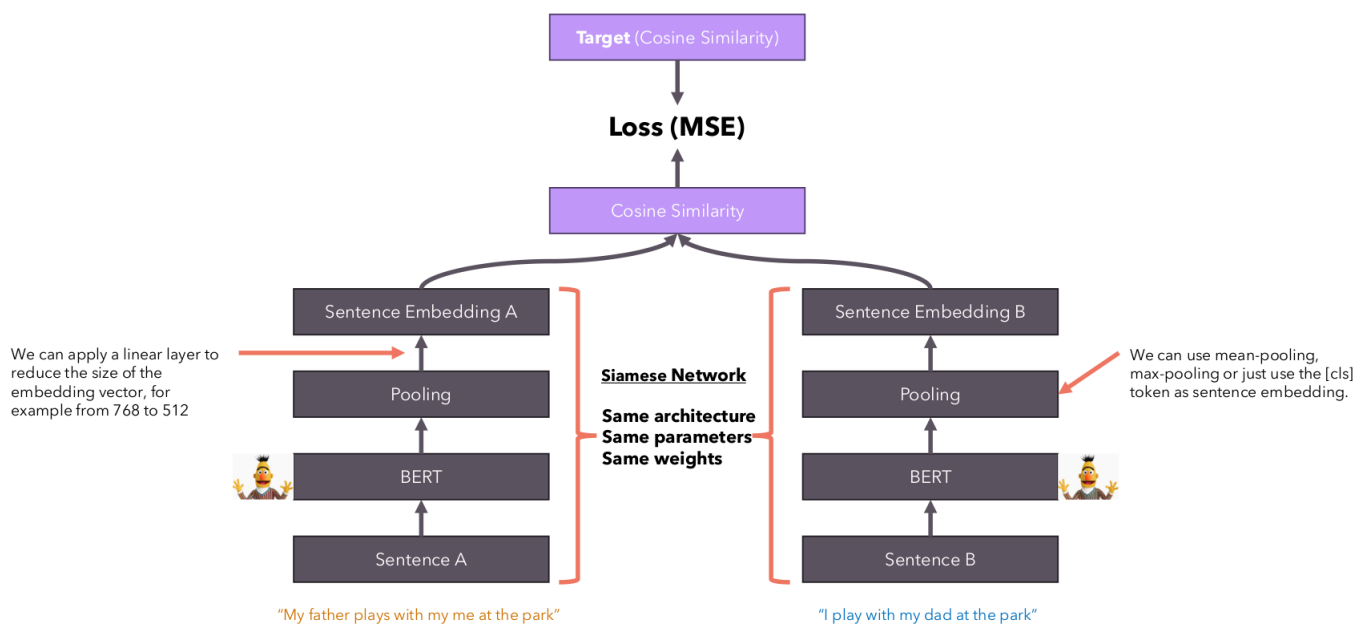 Target (Cosine Similarity)
Loss (MSE)
Cosine Similarity
Sentence Embedding A
Sentence Embedding B
We can apply a linear layer to
reduce the size of the
embedding vector, for
example from 768 to 512
Pooling
Siamese Network
Same architecture
Same parameters
Same weights
Pooling
We can use mean-pooling,
max-pooling or just use the [cls]
token as sentence embedding.
BERT
BERT
Sentence A
Sentence B
“My father plays with my me at the park”
“I play with my dad at the park”